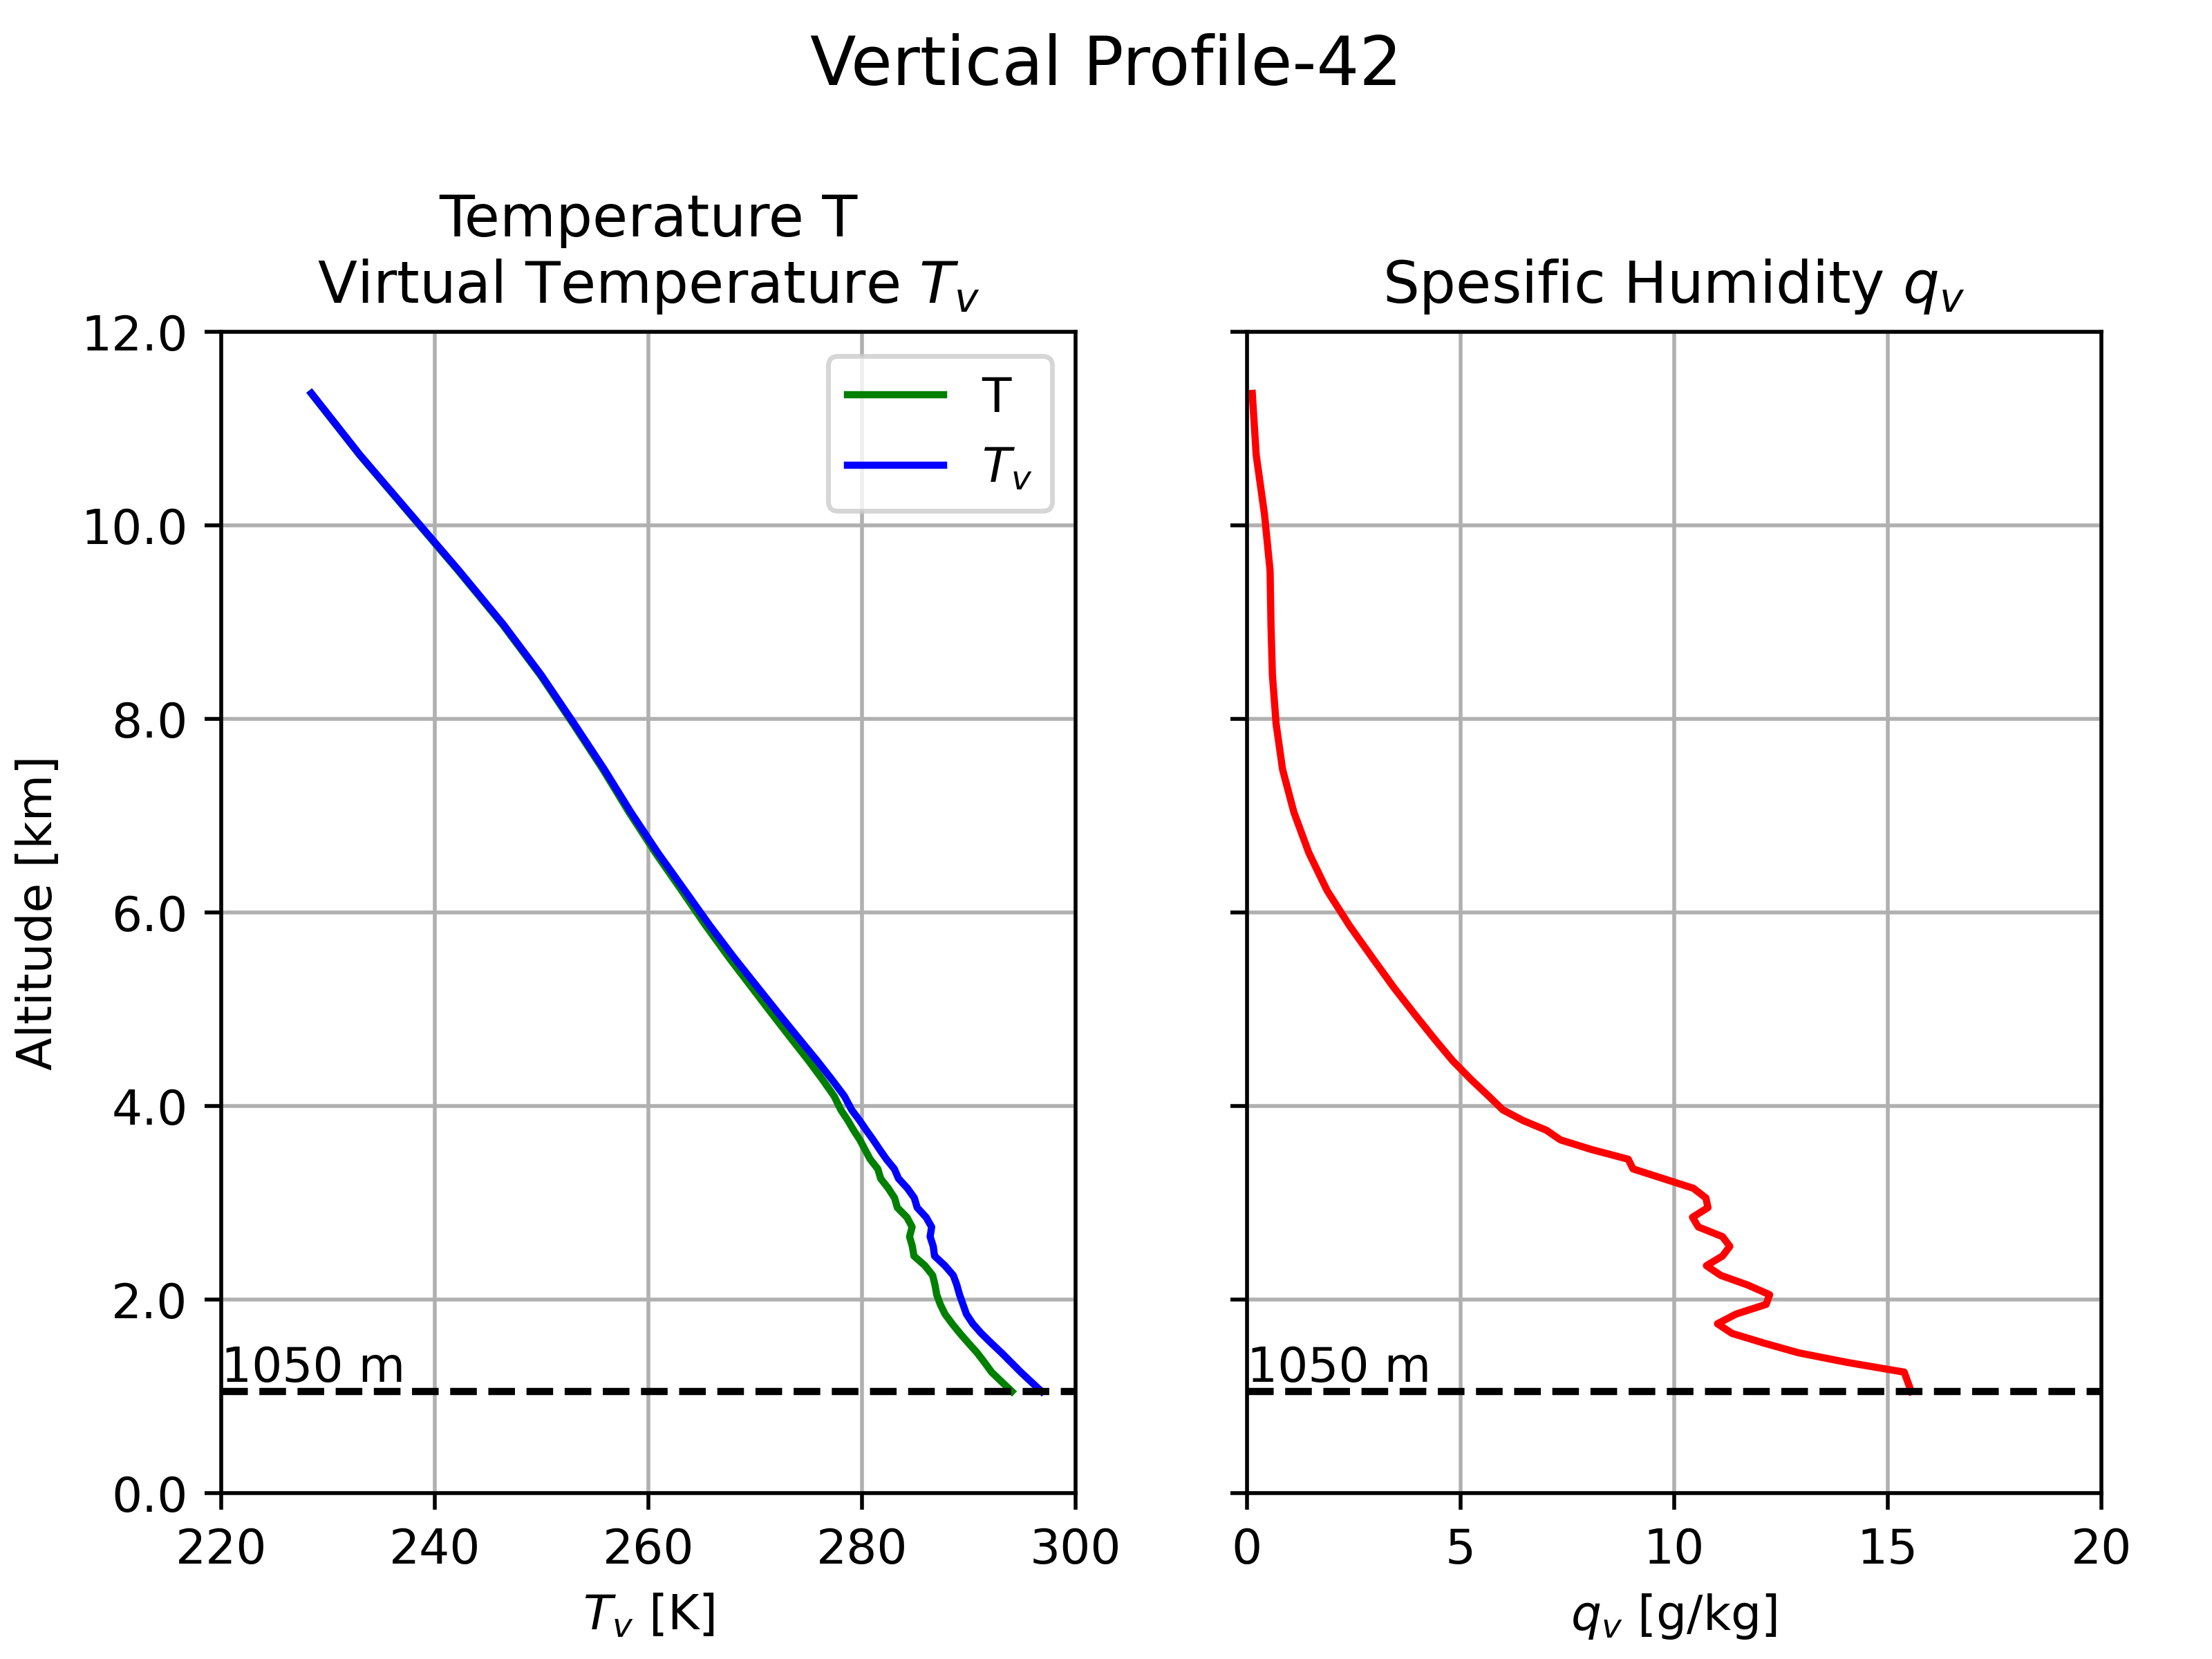 Vertical Profile-42
Temperature T
Virtual Temperature T_v
12.0
10.0
8.0
6.0
4.0
2.0
0.0
Altitude [km]
T
T_v
1050 m
220 240 260 280 300
T_v [K]
Spesific Humidity q_v
1050 m
0 5 10 15 20
q_v [g/kg]